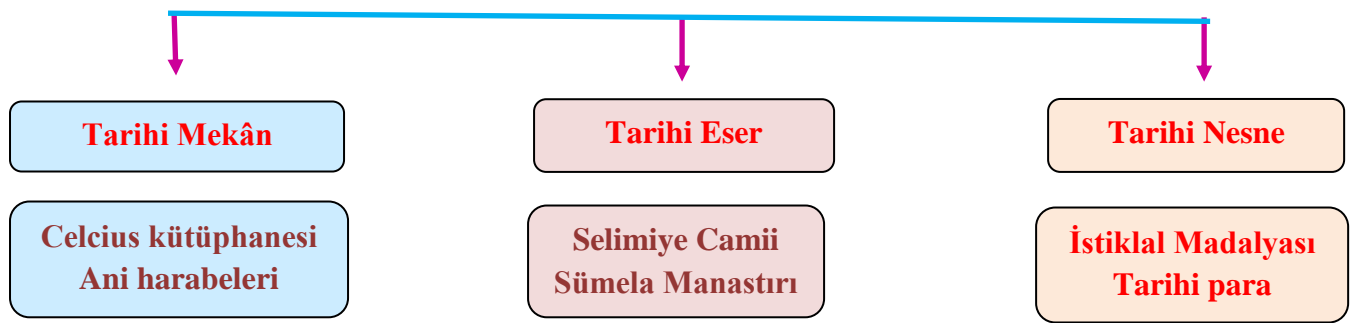 Tarihi Mekân
Tarihi Eser
Tarihi Nesne
Celcius kütüphanesi
Ani harabeleri
Selimiye Camii
Sümela Manastırı
İstiklal Madalyası
Tarihi para